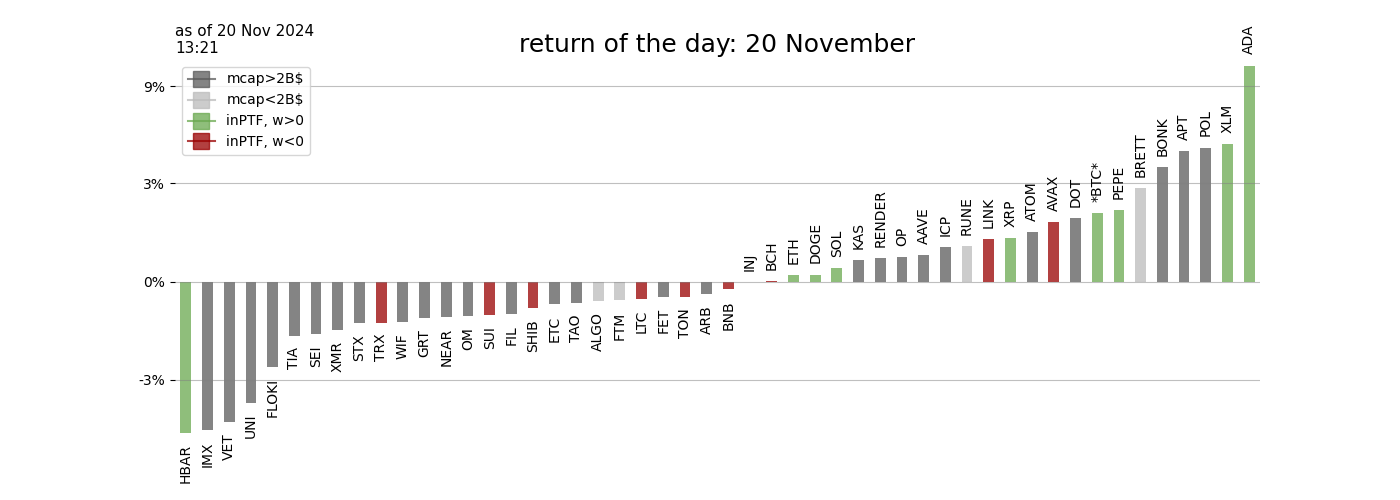 as of 20 Nov 2024
13:21
return of the day: 20 November
mcap>2B$
mcap<2B$
inPTF, w>0
inPTF, w<0
9%
3%
0%
-3%
HBAR
IMX
VET
UNI
FLOKI
TIA
SEI
XMR
STX
TRX
WIF
GRT
NEAR
OM
SUI
FIL
SHIB
ETC
TAO
ALGO
FTM
LTC
FET
TON
ARB
BNB
INJ
BCH
ETH
DOGE
SOL
KAS
RENDER
OP
AAVE
ICP
RUNE
LINK
XRP
ATOM
AVAX
DOT
*BTC*
PEPE
BRETT
BONK
APT
POL
XLM
ADA